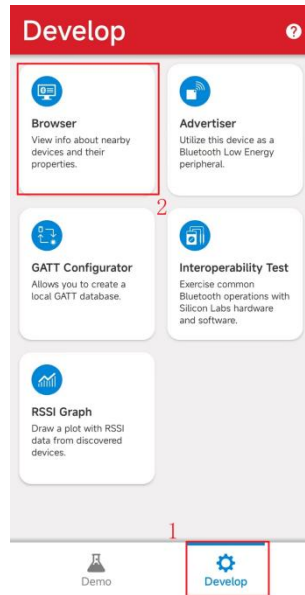 Develop
?
Browser
View info about nearby
devices and their
properties.
Advertiser
Utilize this device as a
Bluetooth Low Energy
peripheral.
2
GATT Configurator
Allows you to create a
local GATT database.
Interoperability Test
Exercise common
Bluetooth operations with
Silicon Labs hardware
and software.
RSSI Graph
Draw a plot with RSSI
data from discovered
devices.
1
Demo
Develop